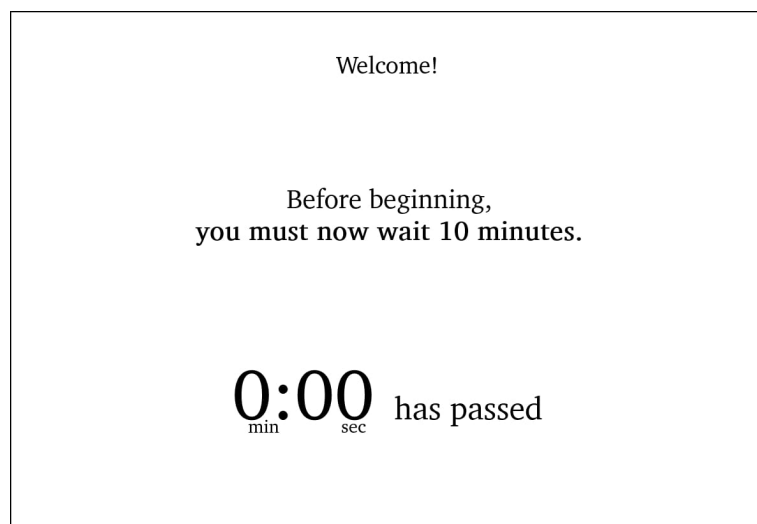 Welcome!
Before beginning,
you must now wait 10 minutes.
0:00 has passed
min sec